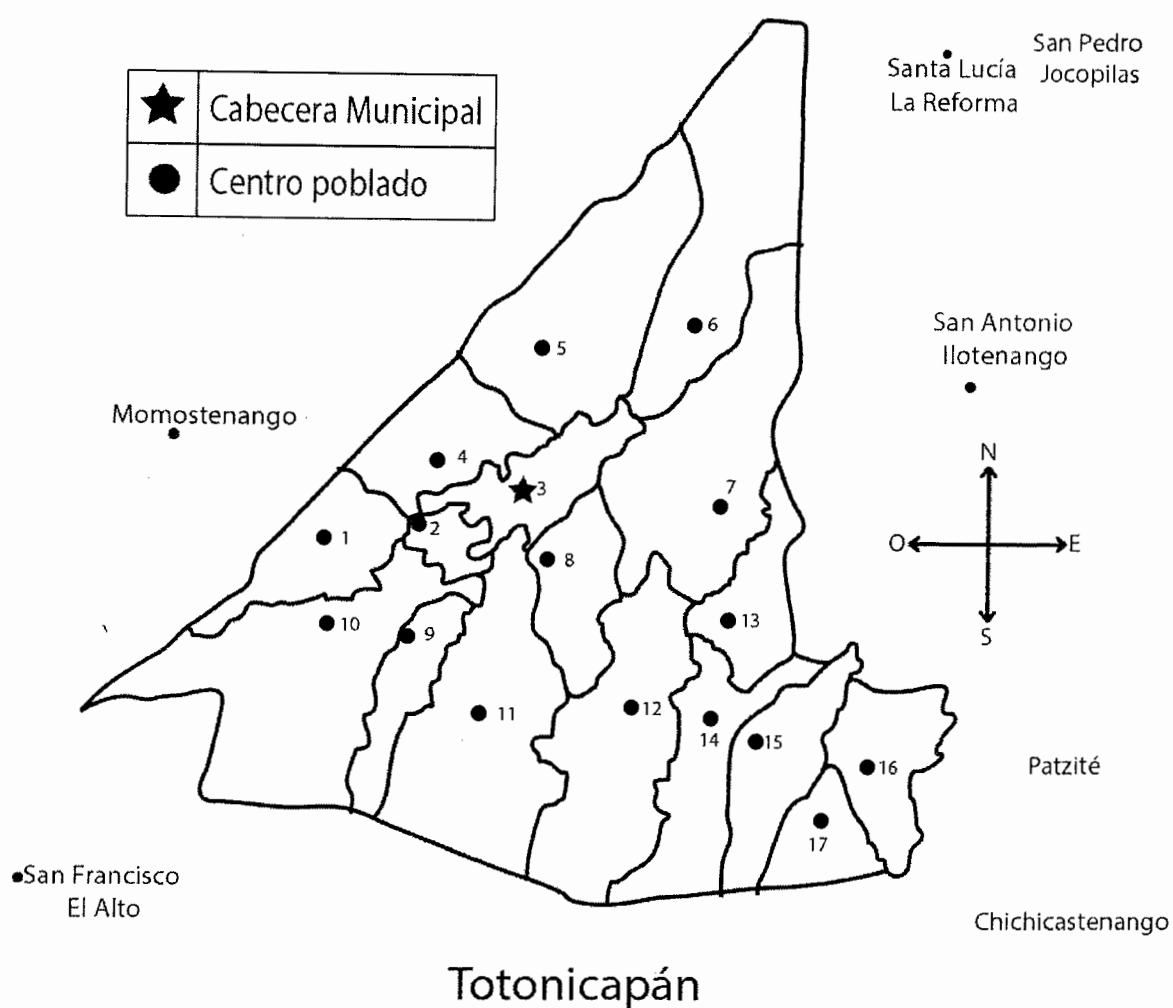 San Pedro
Jocopilas
Santa Lucía
La Reforma
Cabecera Municipal
Centro poblado
San Antonio
Ilotenango
Momostenango
6
5
4
3
7
N
O
E
S
1
2
8
10
9
13
11
12
14
15
16
17
Patzité
San Francisco
El Alto
Chichicastenango
Totonicapán